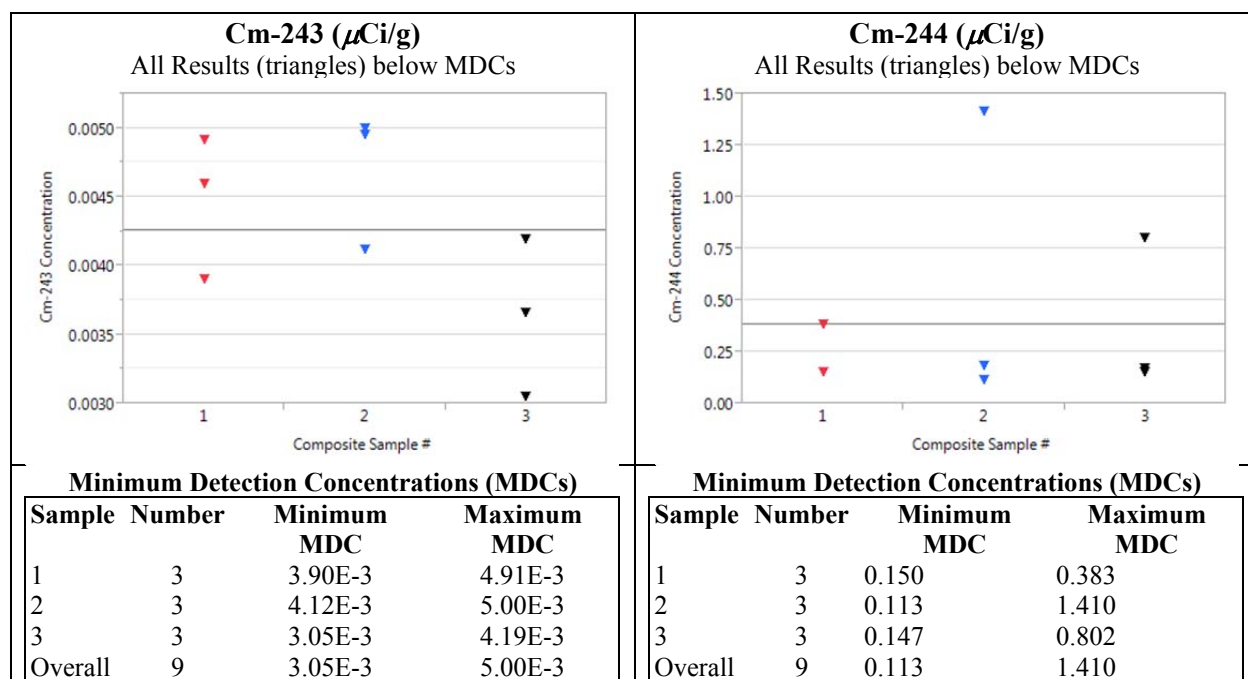 Cm-243 (μCi/g)
All Results (triangles) below MDCs
0.0050
0.0045
0.0040
0.0035
0.0030
Cm-243 Concentration
1 2 3
Composite Sample #
Minimum Detection Concentrations (MDCs)
Sample Number Minimum MDC Maximum MDC
1 3 3.90E-3 4.91E-3
2 3 4.12E-3 5.00E-3
3 3 3.05E-3 4.19E-3
Overall 9 3.05E-3 5.00E-3
Cm-244 (μCi/g)
All Results (triangles) below MDCs
1.50
1.25
1.00
0.75
0.50
0.25
0.00
Cm-244 Concentration
1 2 3
Composite Sample #
Minimum Detection Concentrations (MDCs)
Sample Number Minimum MDC Maximum MDC
1 3 0.150 0.383
2 3 0.113 1.410
3 3 0.147 0.802
Overall 9 0.113 1.410